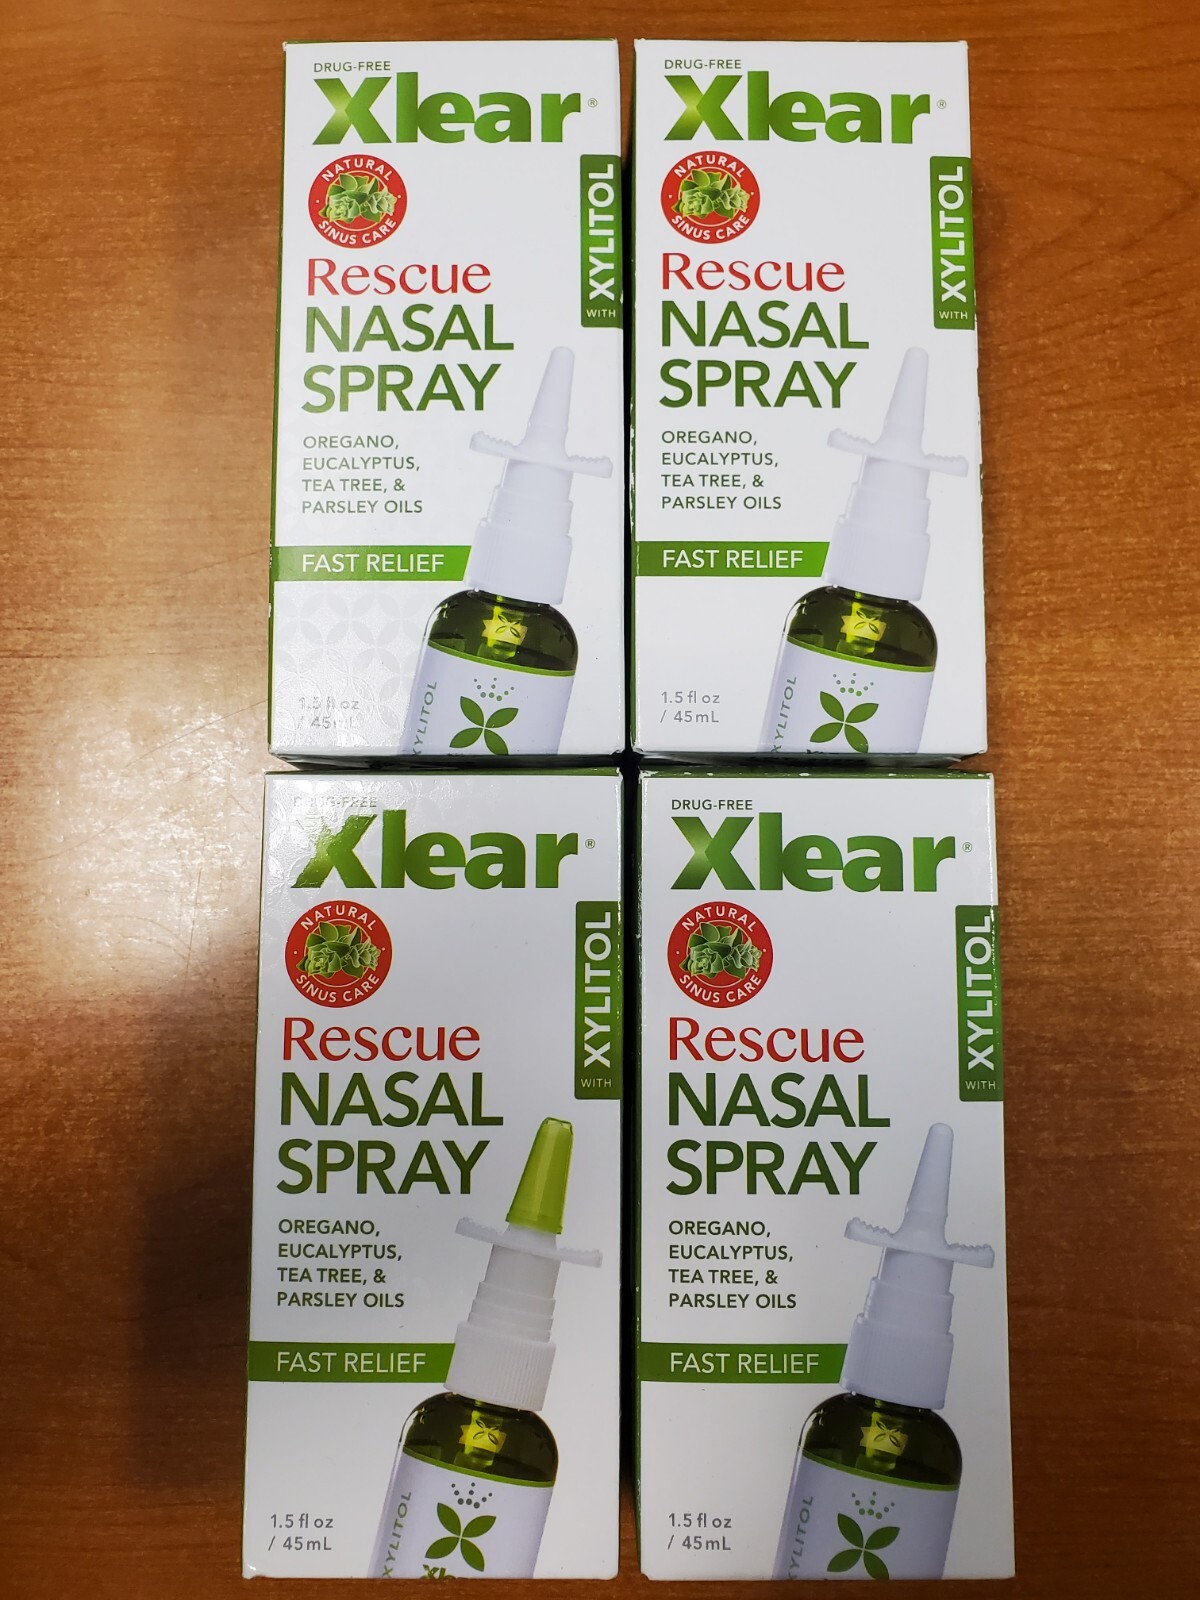 DRUG-FREE
Xlear®
NATURAL
SINUS CARE
WITH XYLITOL
Rescue
NASAL
SPRAY
OREGANO,
EUCALYPTUS,
TEA TREE, &
PARSLEY OILS
FAST RELIEF
1.5 fl oz
/ 45mL
XYLITOL
DRUG-FREE
Xlear®
NATURAL
SINUS CARE
WITH XYLITOL
Rescue
NASAL
SPRAY
OREGANO,
EUCALYPTUS,
TEA TREE, &
PARSLEY OILS
FAST RELIEF
1.5 fl oz
/ 45mL
XYLITOL
DRUG-FREE
Xlear®
NATURAL
SINUS CARE
WITH XYLITOL
Rescue
NASAL
SPRAY
OREGANO,
EUCALYPTUS,
TEA TREE, &
PARSLEY OILS
FAST RELIEF
1.5 fl oz
/ 45mL
XYLITOL
DRUG-FREE
Xlear®
NATURAL
SINUS CARE
WITH XYLITOL
Rescue
NASAL
SPRAY
OREGANO,
EUCALYPTUS,
TEA TREE, &
PARSLEY OILS
FAST RELIEF
1.5 fl oz
/ 45mL
XYLITOL